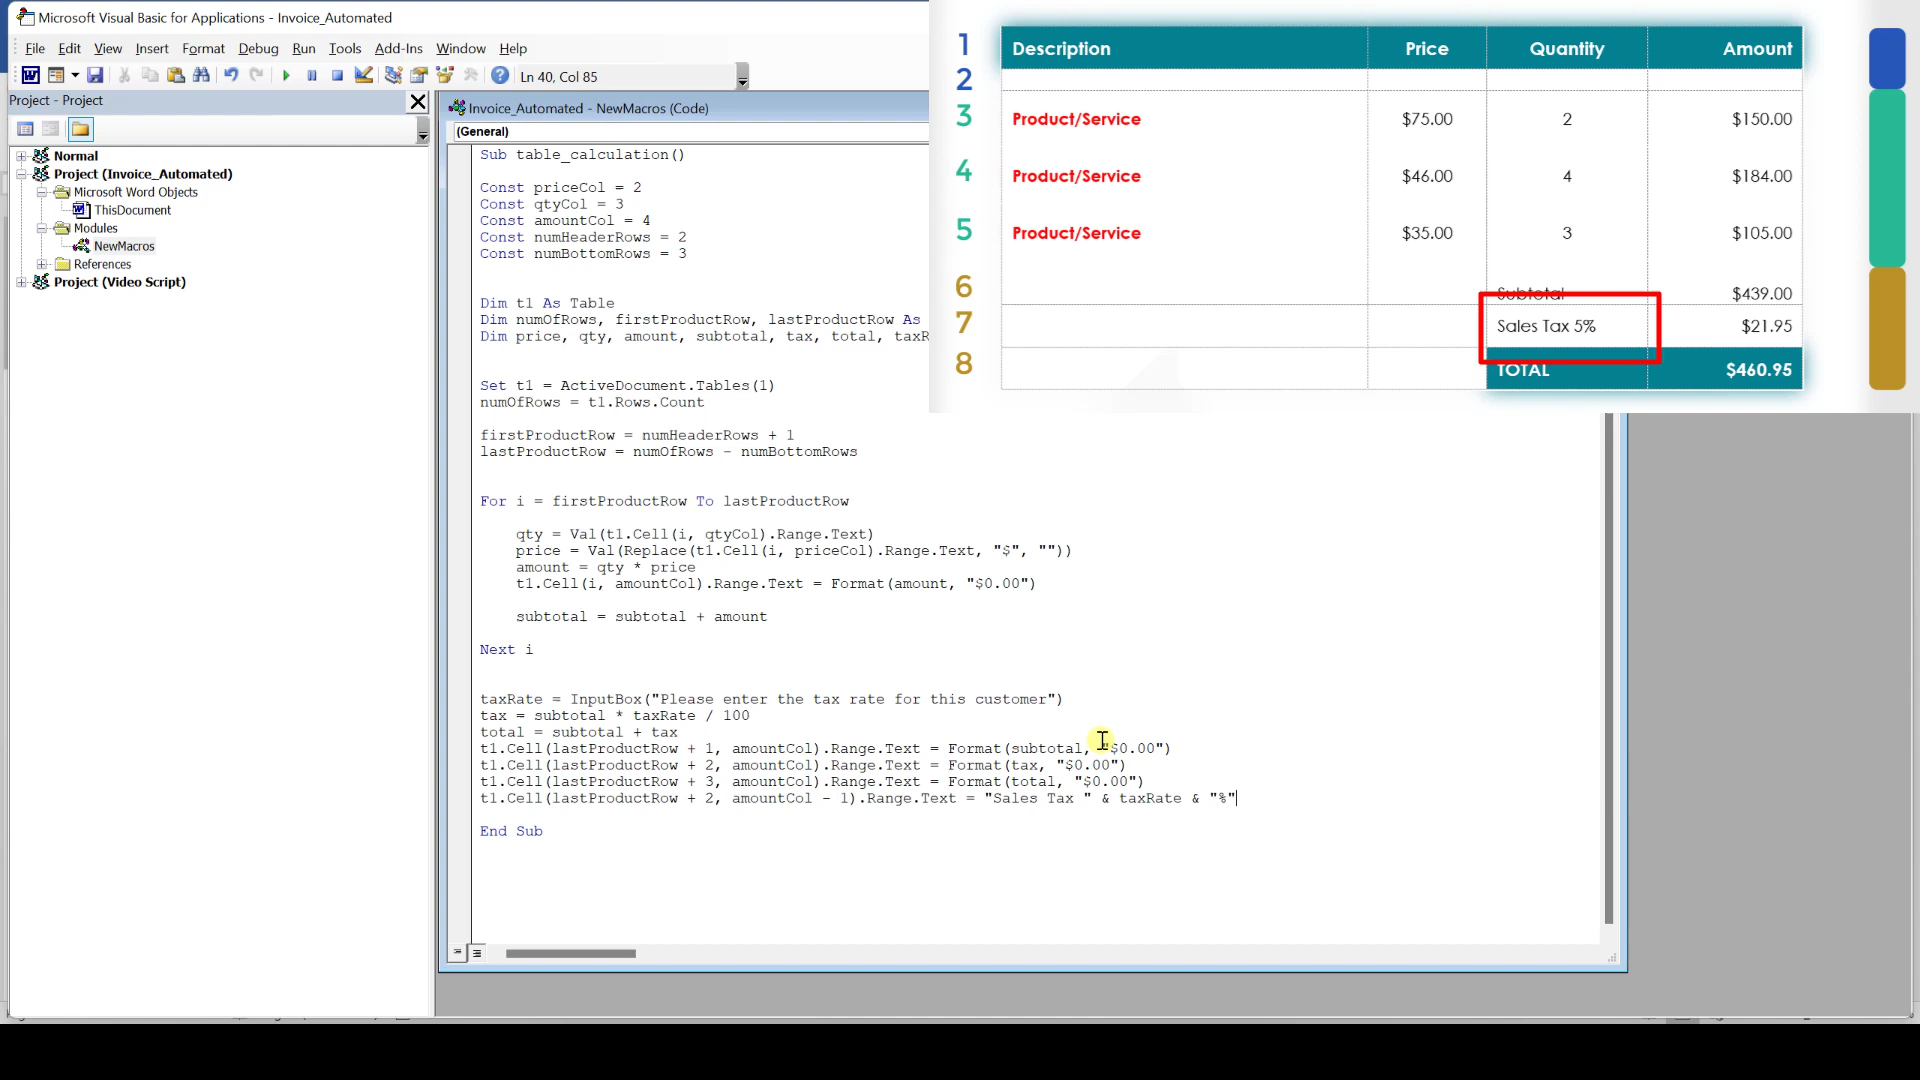 Microsoft Visual Basic for Applications - Invoice_Automated
File Edit View Insert Format Debug Run Tools Add-Ins Window Help
Ln 40, Col 85
Project - Project
Normal
Project (Invoice_Automated)
Microsoft Word Objects
ThisDocument
Modules
NewMacros
References
Project (Video Script)
Invoice_Automated - NewMacros (Code)
(General)
Sub table_calculation()
Const priceCol = 2
Const qtyCol = 3
Const amountCol = 4
Const numHeaderRows = 2
Const numBottomRows = 3
Dim t1 As Table
Dim numOfRows, firstProductRow, lastProductRow As
Dim price, qty, amount, subtotal, tax, total, taxR
Set t1 = ActiveDocument.Tables(1)
numOfRows = t1.Rows.Count
firstProductRow = numHeaderRows + 1
lastProductRow = numOfRows - numBottomRows
For i = firstProductRow To lastProductRow
qty = Val(t1.Cell(i, qtyCol).Range.Text)
price = Val(Replace(t1.Cell(i, priceCol).Range.Text, "$", ""))
amount = qty * price
t1.Cell(i, amountCol).Range.Text = Format(amount, "$0.00")
subtotal = subtotal + amount
Next i
taxRate = InputBox("Please enter the tax rate for this customer")
tax = subtotal * taxRate / 100
total = subtotal + tax
t1.Cell(lastProductRow + 1, amountCol).Range.Text = Format(subtotal, "$0.00")
t1.Cell(lastProductRow + 2, amountCol).Range.Text = Format(tax, "$0.00")
t1.Cell(lastProductRow + 3, amountCol).Range.Text = Format(total, "$0.00")
t1.Cell(lastProductRow + 2, amountCol - 1).Range.Text = "Sales Tax " & taxRate & "%"
End Sub
1 Description Price Quantity Amount
2
3 Product/Service $75.00 2 $150.00
4 Product/Service $46.00 4 $184.00
5 Product/Service $35.00 3 $105.00
6 Subtotal $439.00
7 Sales Tax 5% $21.95
8 TOTAL $460.95